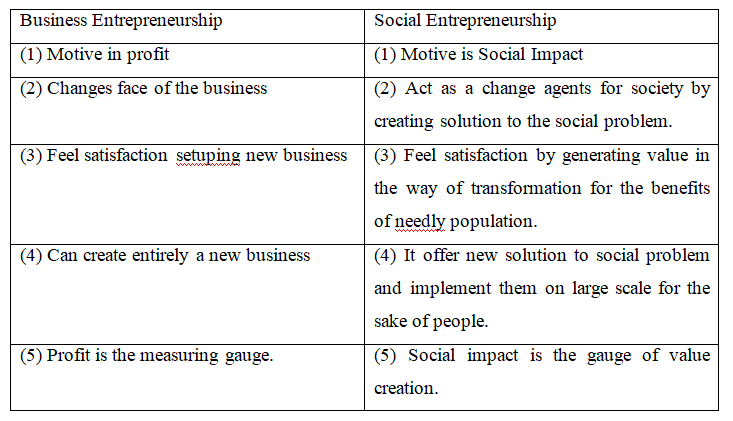 Business Entrepreneurship
Social Entrepreneurship
(1) Motive in profit
(1) Motive is Social Impact
(2) Changes face of the business
(2) Act as a change agents for society by
creating solution to the social problem.
(3) Feel satisfaction setuping new business
(3) Feel satisfaction by generating value in
the way of transformation for the benefits
of needly population.
(4) Can create entirely a new business
(4) It offer new solution to social problem
and implement them on large scale for the
sake of people.
(5) Profit is the measuring gauge.
(5) Social impact is the gauge of value
creation.